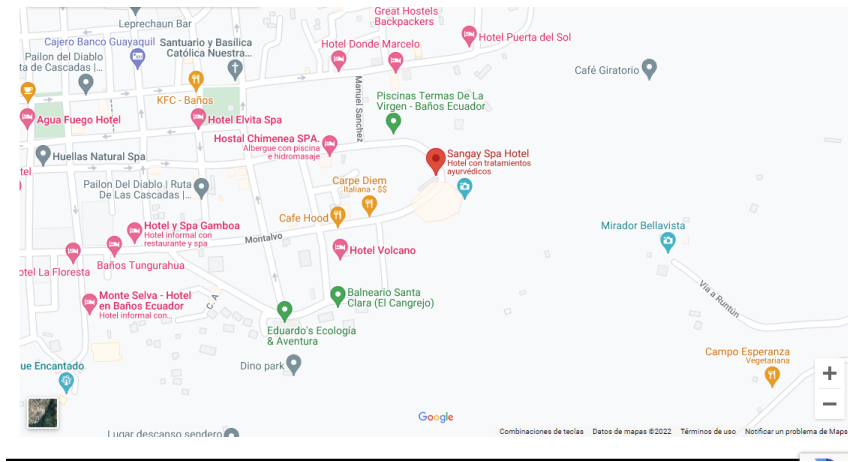 Great Hostels
Backpackers
Leprechaun Bar
Hotel Puerta del Sol
Cajero Banco Guayaquil
Santuario y Basílica
Católica Nuestra...
Hotel Donde Marcelo
Pailon del Diablo
ta de Cascadas |...
Café Giratorio
KFC - Baños
Manuel Sanchez
Piscinas Termas De La
Virgen - Baños Ecuador
Agua Fuego Hotel
Hotel Elvita Spa
Hostal Chimenea SPA.
Albergue con piscina
e hidromasaje
Huellas Natural Spa
Sangay Spa Hotel
Hotel con tratamientos
ayurvédicos
tel
Pailon Del Diablo | Ruta
De Las Cascadas |...
Carpe Diem
Italiana • $$
Cafe Hood
Hotel y Spa Gamboa
Hotel informal con
restaurante y spa
Montalvo
Mirador Bellavista
Hotel Volcano
otel La Floresta
Baños Tungurahua
Vía a Runtún
Monte Selva - Hotel
en Baños Ecuador
Hotel informal con...
C. A
Balneario Santa
Clara (El Cangrejo)
Eduardo's Ecología
& Aventura
Campo Esperanza
Vegetariana
ue Encantado
Dino park
+
−
Google
Lugar descanso sendero
Combinaciones de teclas
Datos de mapas ©2022
Términos de uso
Notificar un problema de Maps